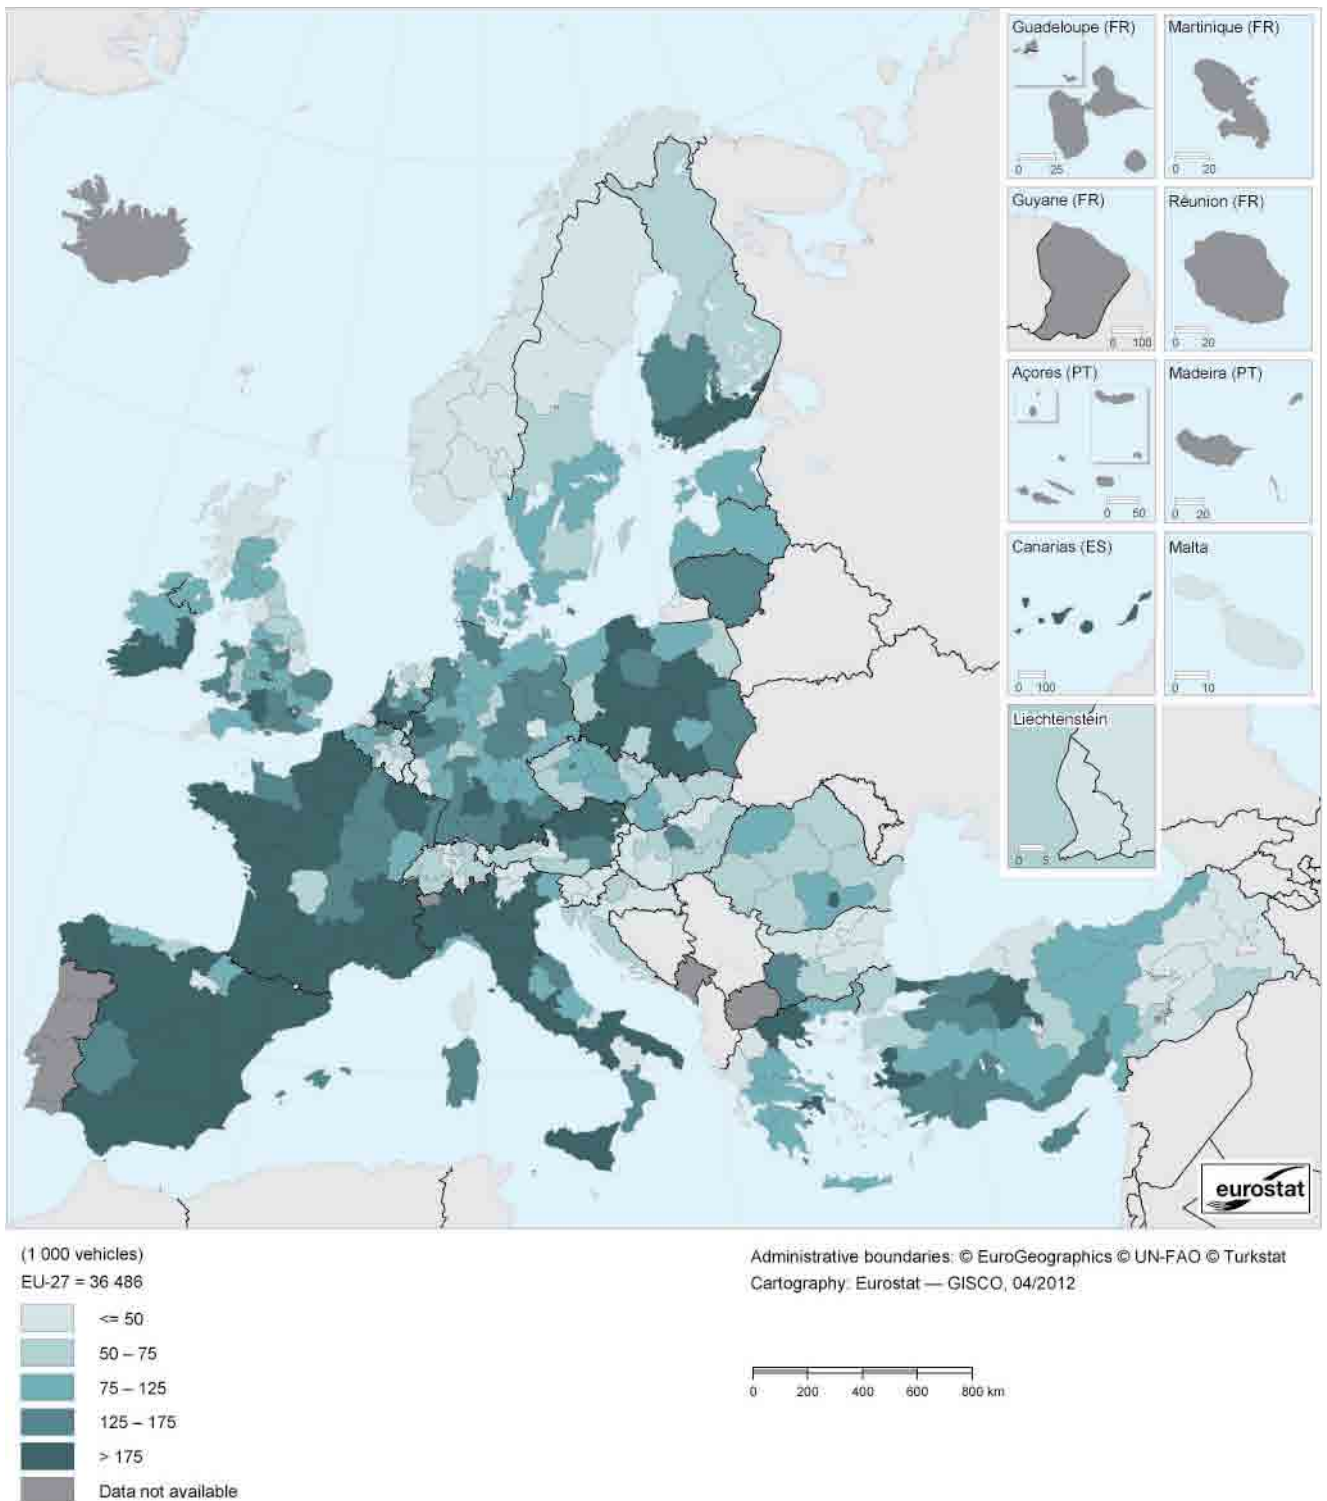 Guadeloupe (FR)
0 25
Martinique (FR)
0 20
Guyane (FR)
0 100
Réunion (FR)
0 20
Açores (PT)
0 50
Madeira (PT)
0 20
Canarias (ES)
0 100
Malta
0 10
Liechtenstein
0 5
eurostat
(1 000 vehicles)
EU-27 = 36 486
<= 50
50 – 75
75 – 125
125 – 175
> 175
Data not available
Administrative boundaries: © EuroGeographics © UN-FAO © Turkstat
Cartography: Eurostat — GISCO, 04/2012
0 200 400 600 800 km